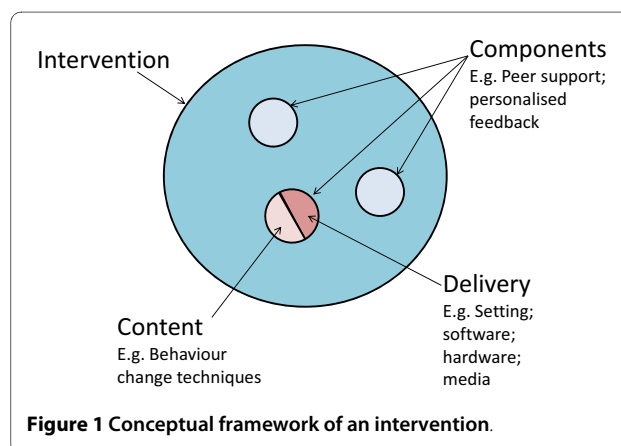 Intervention
Components
E.g. Peer support;
personalised
feedback
Content
E.g. Behaviour
change techniques
Delivery
E.g. Setting;
software;
hardware;
media
Figure 1 Conceptual framework of an intervention.